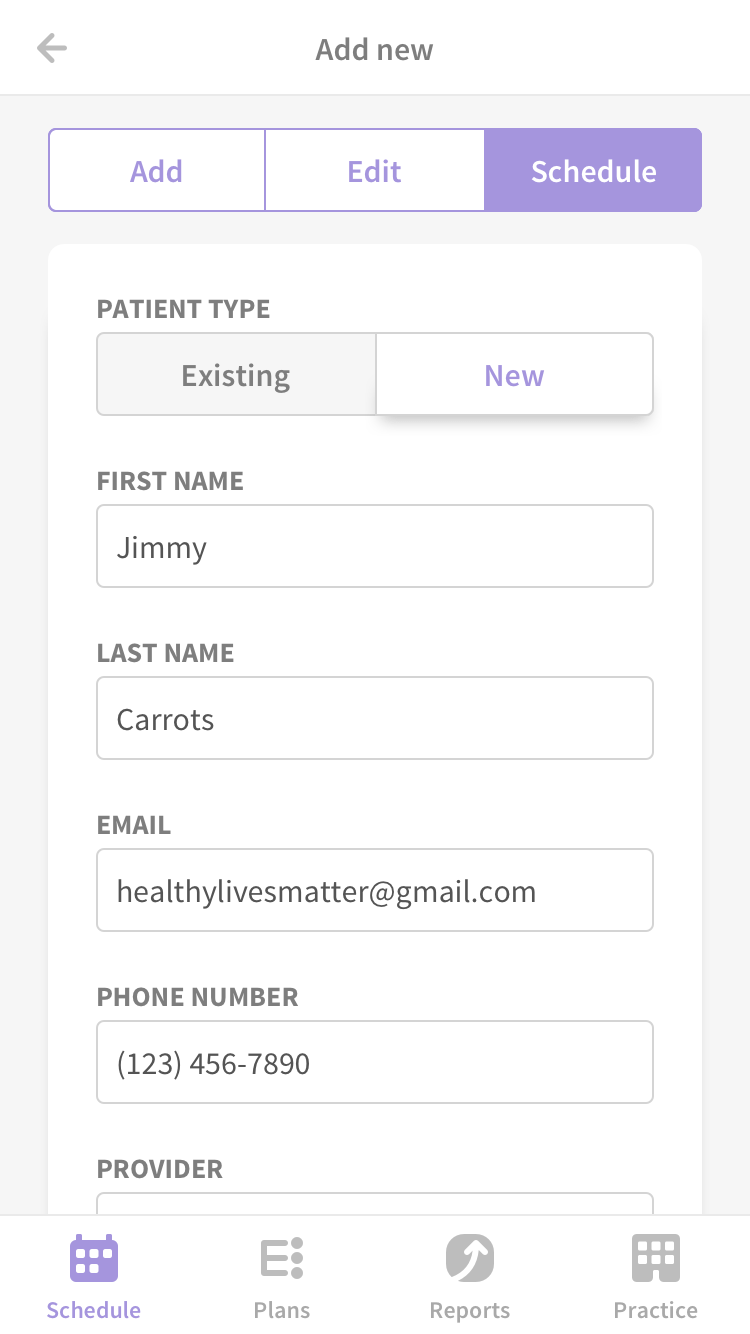 Add new
Add Edit Schedule
PATIENT TYPE
Existing New
FIRST NAME
Jimmy
LAST NAME
Carrots
EMAIL
healthylivesmatter@gmail.com
PHONE NUMBER
(123) 456-7890
PROVIDER
Schedule Plans Reports Practice